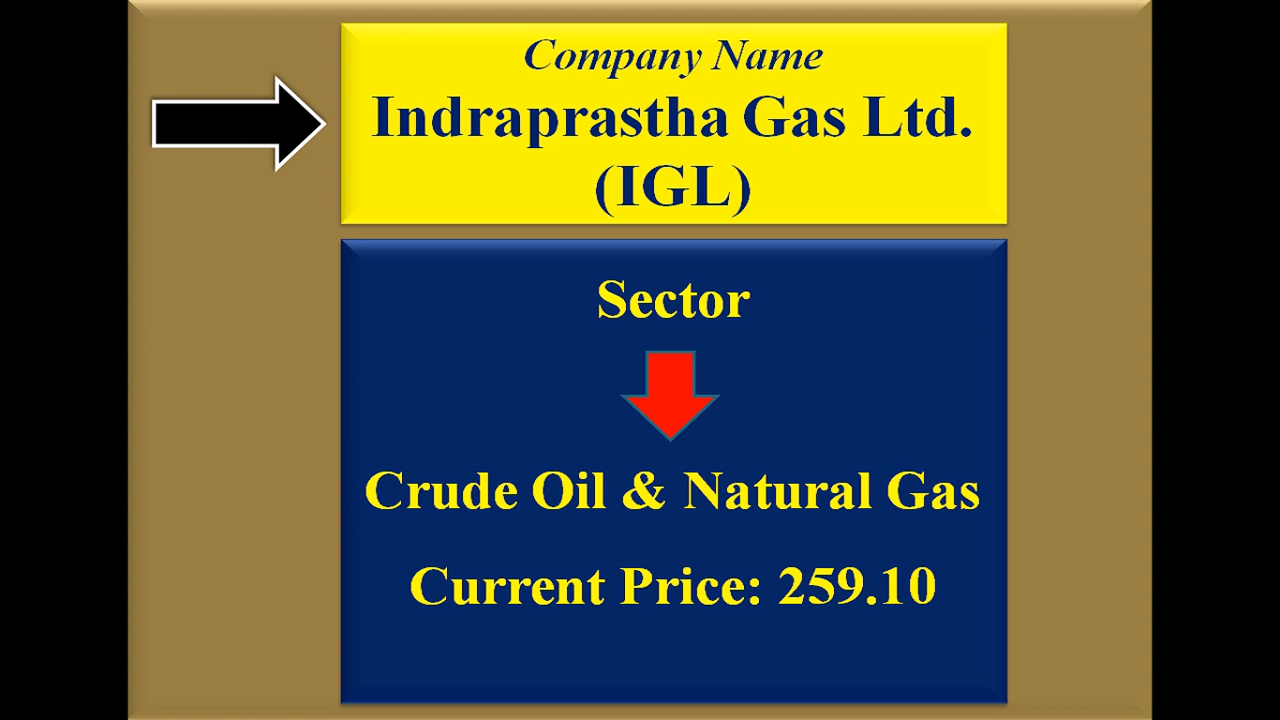 Company Name
Indraprastha Gas Ltd.
(IGL)
Sector
Crude Oil & Natural Gas
Current Price: 259.10